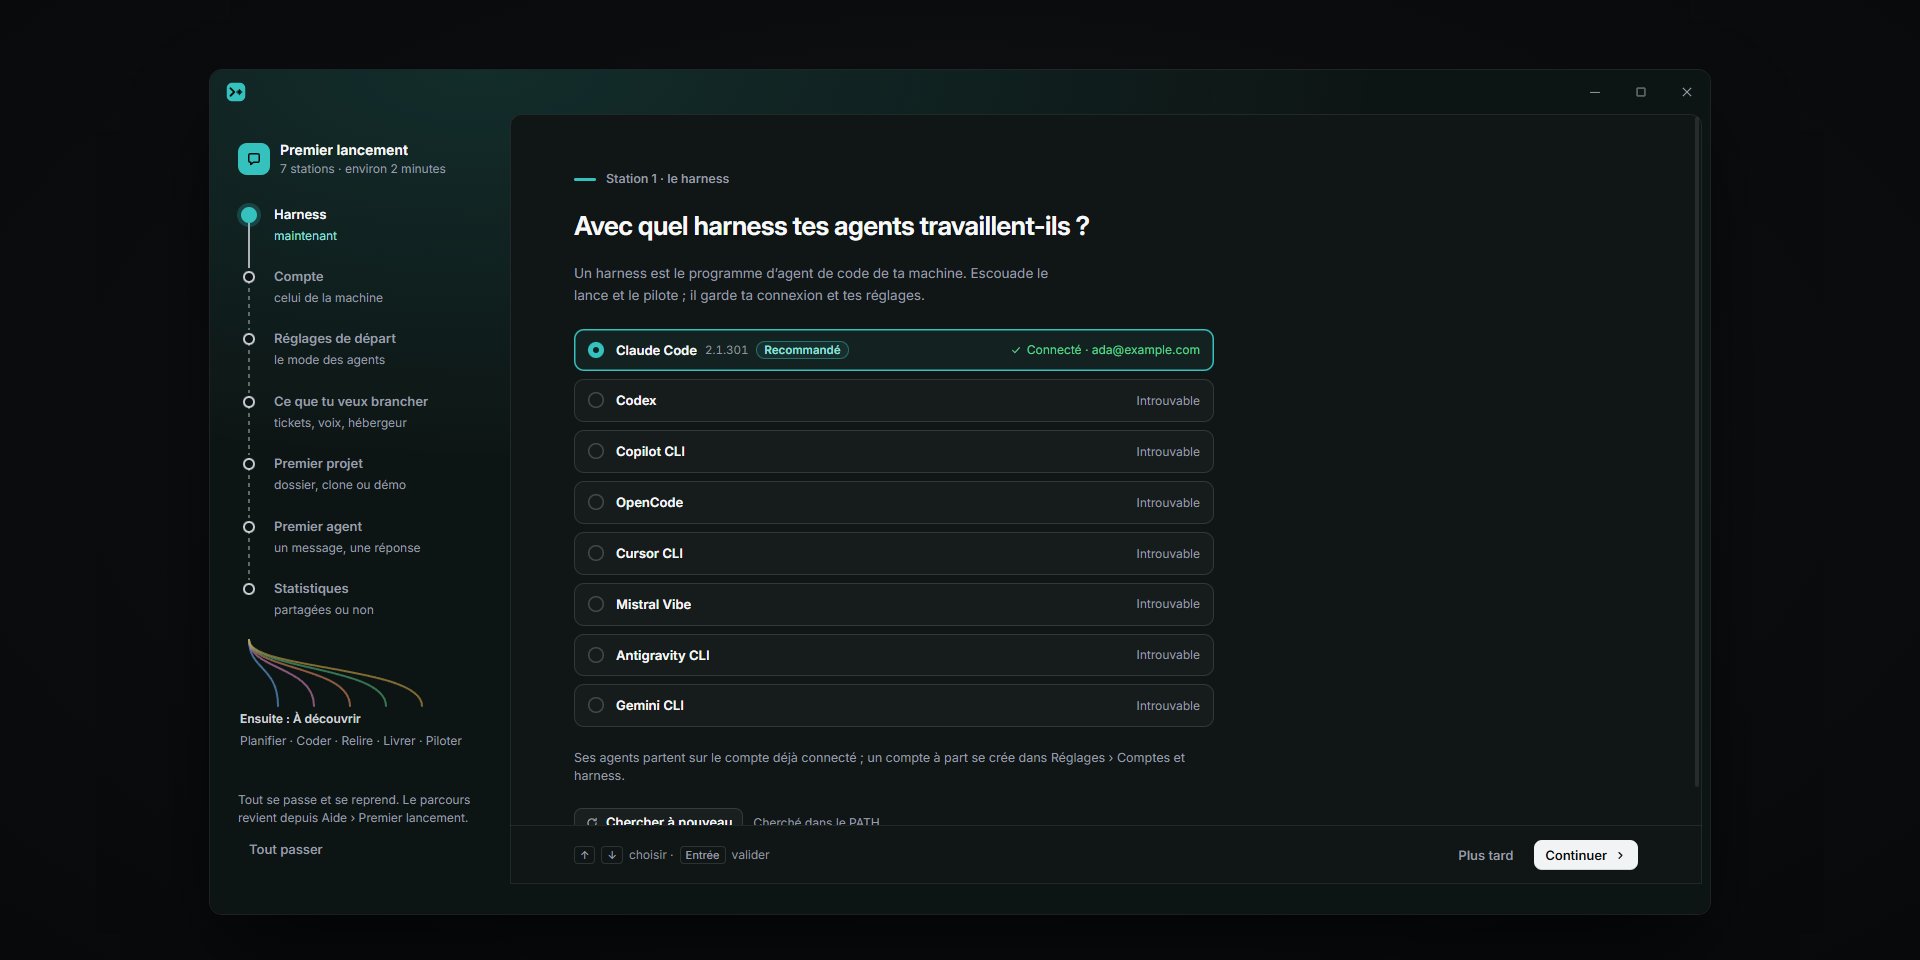 Premier lancement
7 stations · environ 2 minutes
Harness
maintenant
Compte
celui de la machine
Réglages de départ
le mode des agents
Ce que tu veux brancher
tickets, voix, hébergeur
Premier projet
dossier, clone ou démo
Premier agent
un message, une réponse
Statistiques
partagées ou non
Ensuite : À découvrir
Planifier · Coder · Relire · Livrer · Piloter
Tout se passe et se reprend. Le parcours
revient depuis Aide › Premier lancement.
Tout passer
Station 1 · le harness
Avec quel harness tes agents travaillent-ils ?
Un harness est le programme d’agent de code de ta machine. Escouade le
lance et le pilote ; il garde ta connexion et tes réglages.
Claude Code 2.1.301 Recommandé ✓ Connecté · ada@example.com
Codex Introuvable
Copilot CLI Introuvable
OpenCode Introuvable
Cursor CLI Introuvable
Mistral Vibe Introuvable
Antigravity CLI Introuvable
Gemini CLI Introuvable
Ses agents partent sur le compte déjà connecté ; un compte à part se crée dans Réglages › Comptes et
harness.
Chercher à nouveau Cherché dans le PATH
↑ ↓ choisir · Entrée valider
Plus tard Continuer ›